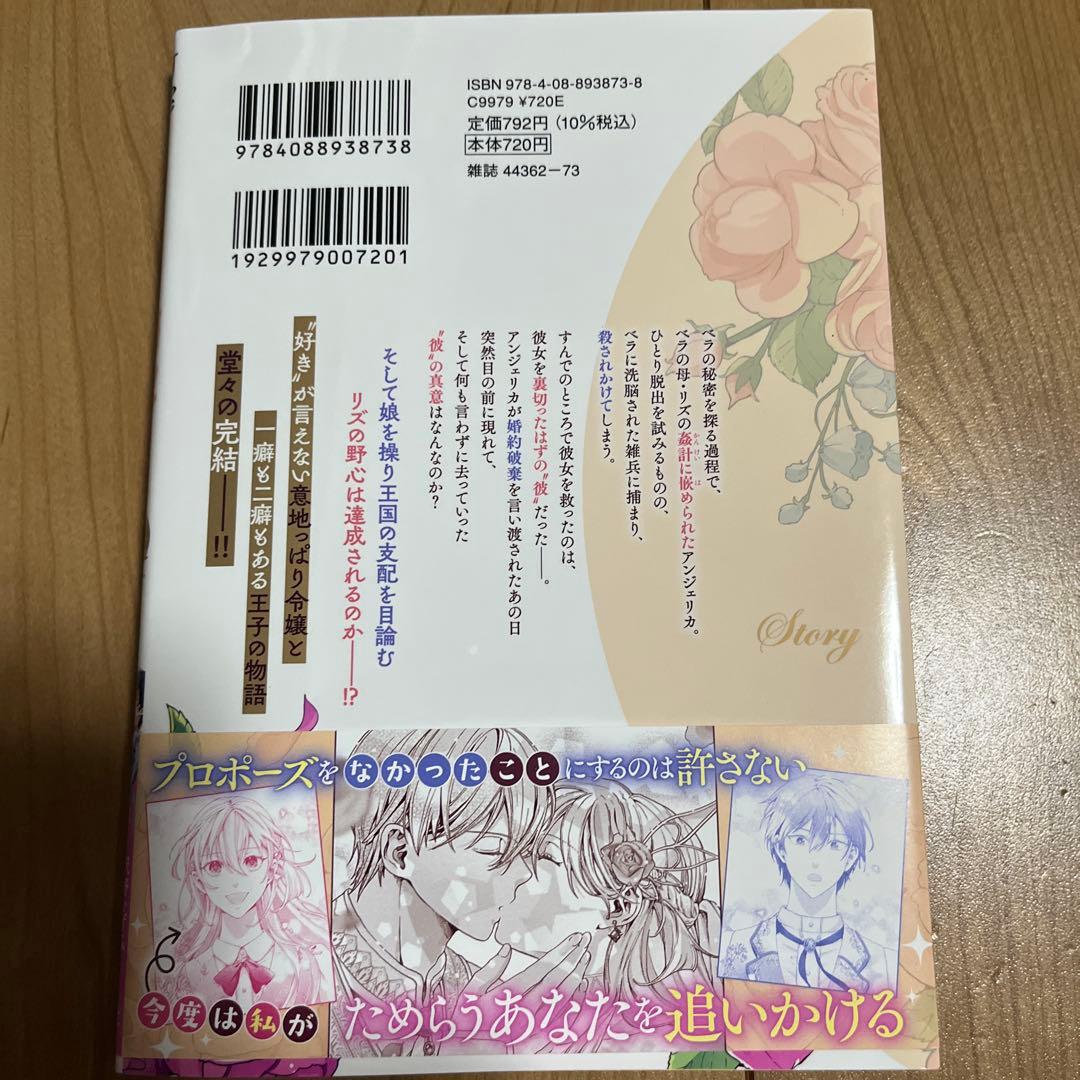 9784088938738
ISBN 978-4-08-893873-8
C9979 ¥720E
定価792円(10%税込)
本体720円
雑誌 44362-73
1929979007201
ベラの秘密を探る過程で、
ベラの母・リズの姦計に嵌められたアンジェリカ。
ひとり脱出を試みるものの、
ベラに洗脳された雑兵に捕まり、
殺されかけてしまう。
すんでのところで彼女を救ったのは、
彼女を裏切ったはずの“彼”だった――。
アンジェリカが婚約破棄を言い渡されたあの日
突然目の前に現れて、
そして何も言わずに去っていった
“彼”の真意はなんなのか?
そして娘を操り王国の支配を目論む
リズの野心は達成されるのか――!?
“好き”が言えない意地っぱり令嬢と
一癖も二癖もある王子の物語
堂々の完結――!!
Story
プロポーズをなかったことにするのは許さない
今度は私が
ためらうあなたを追いかける